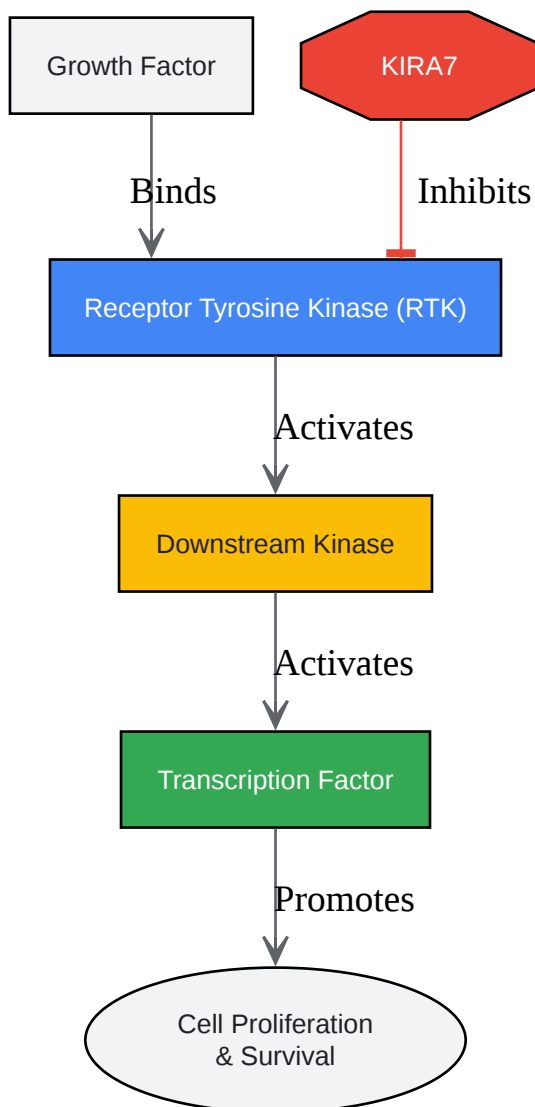 Growth Factor
KIRA7
Binds
Inhibits
Receptor Tyrosine Kinase (RTK)
Activates
Downstream Kinase
Activates
Transcription Factor
Promotes
Cell Proliferation
& Survival